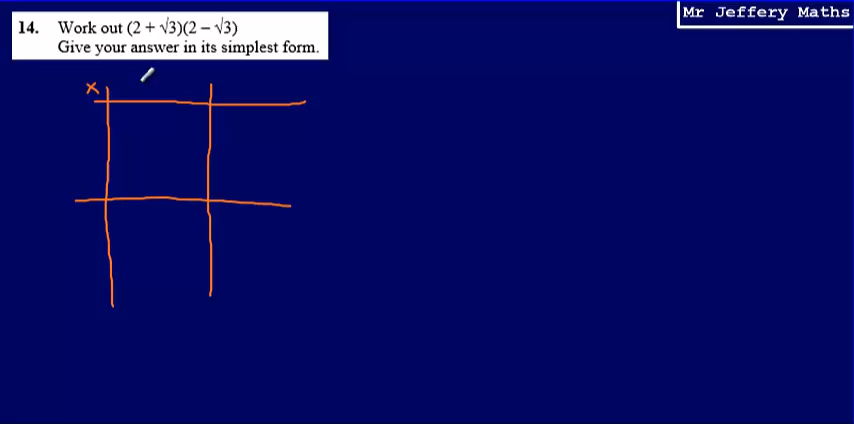 Mr Jeffery Maths
14. Work out (2 + √3)(2 – √3)
Give your answer in its simplest form.
×